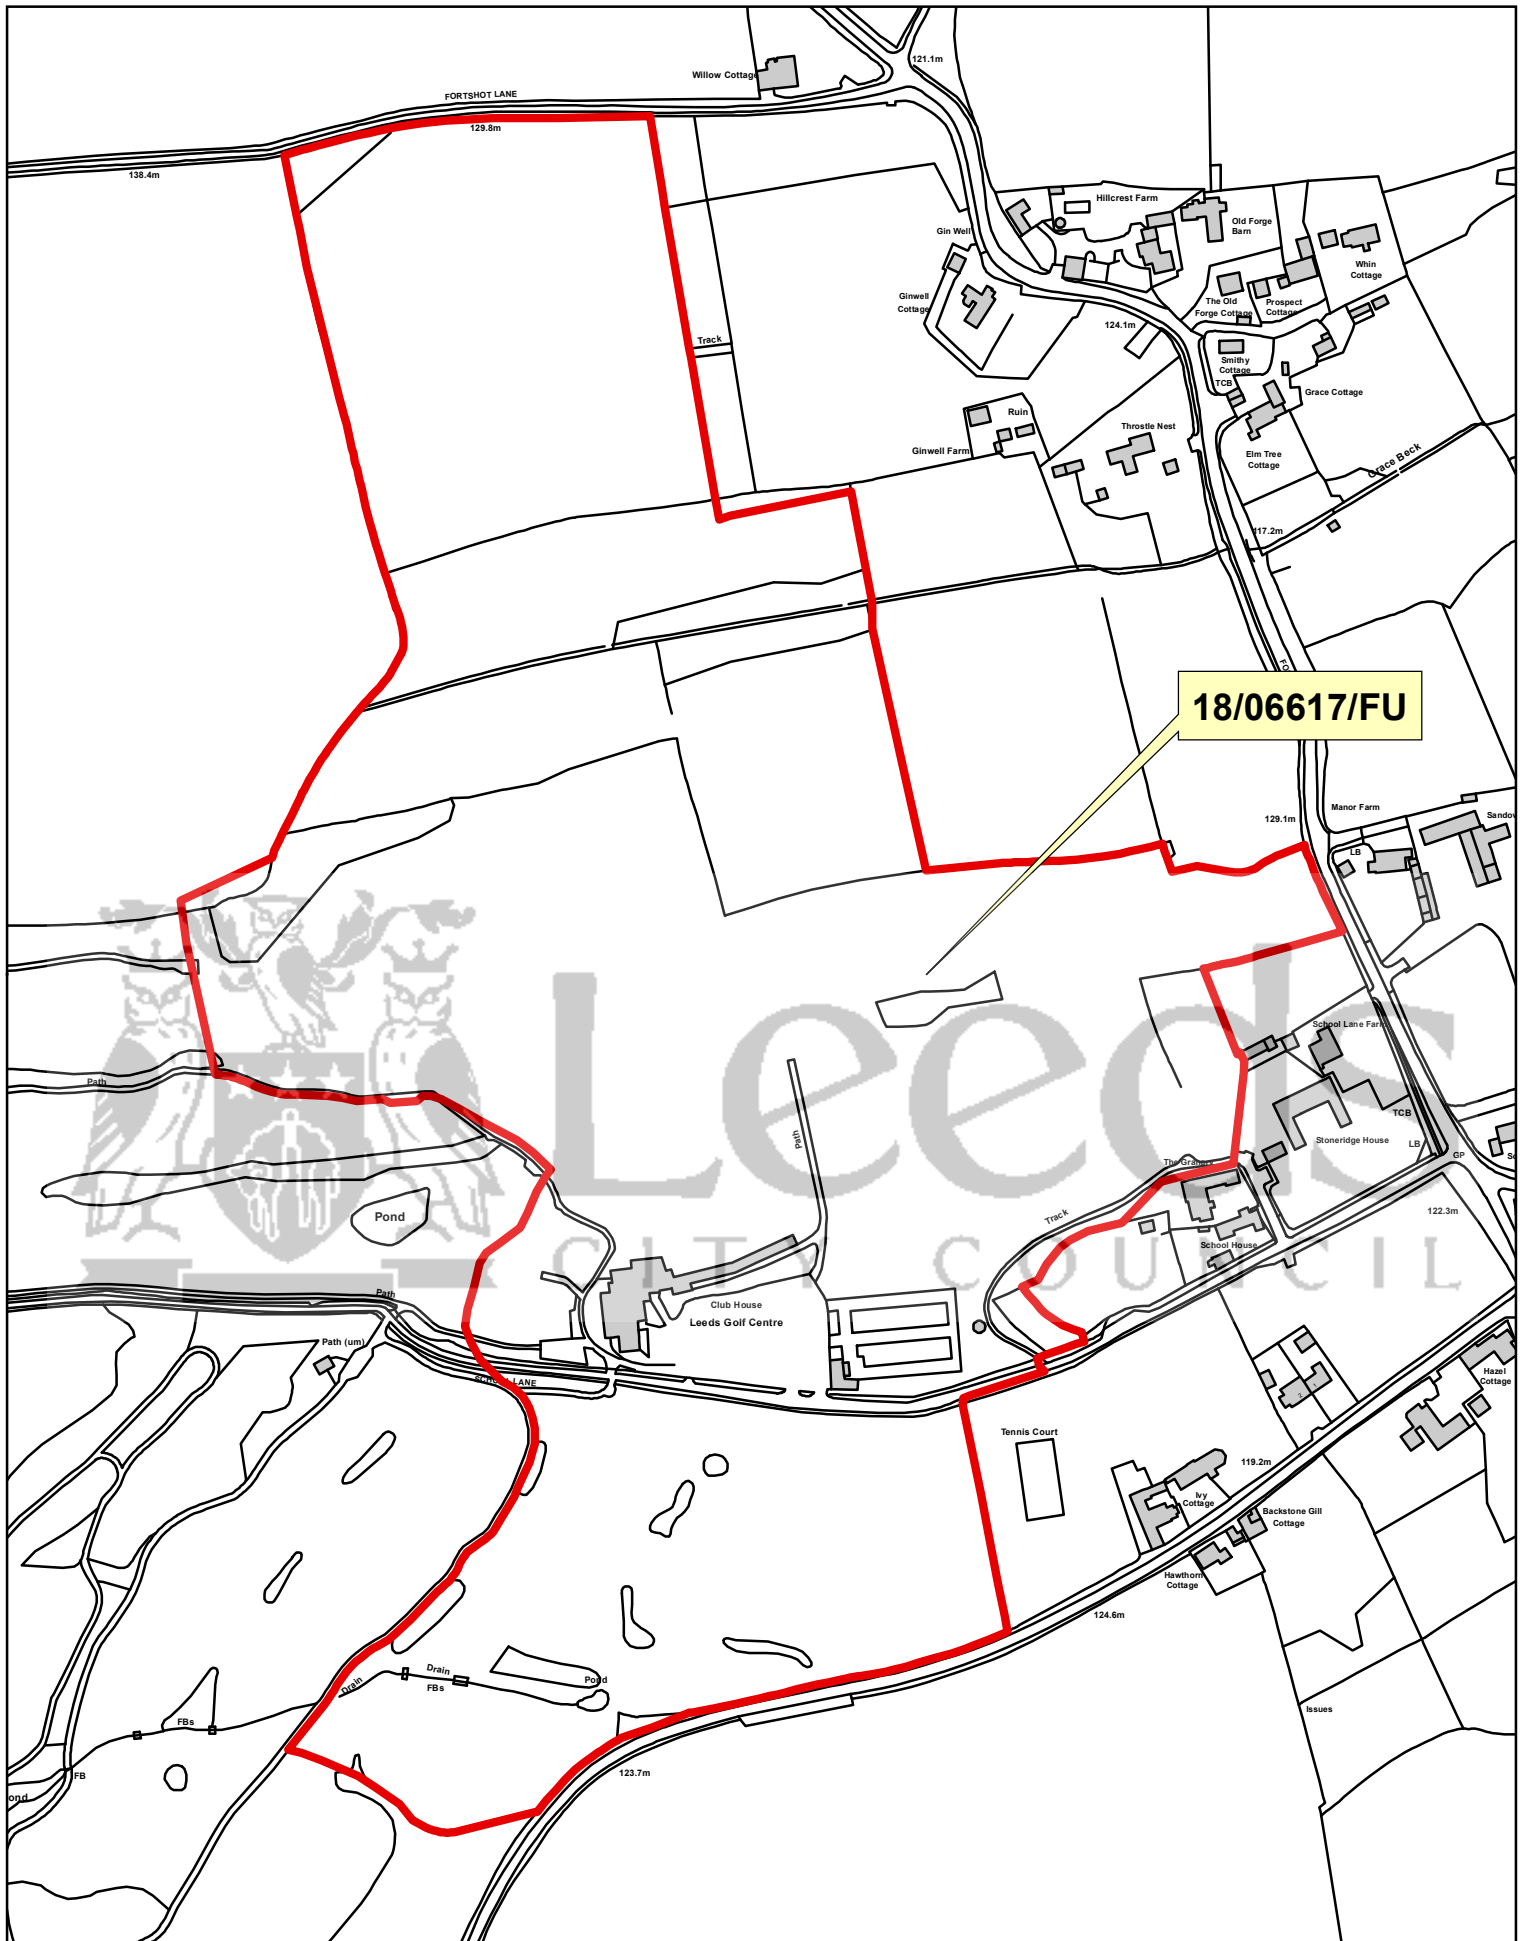 121.1m
Willow Cottage
FORTSHOT LANE
129.8m
138.4m
Hillcrest Farm
Old Forge
Barn
Gin Well
Whin
Cottage
Ginwell
Cottage
The Old
Forge Cottage
Prospect
Cottage
124.1m
Track
Smithy
Cottage
TCB
Grace Cottage
Ruin
Throstle Nest
Ginwell Farm
Elm Tree
Cottage
Grace Beck
117.2m
FO
18/06617/FU
Manor Farm
129.1m
Sandow
LB
Leeds
CITY COUNCIL
School Lane Farm
Path
TCB
Path
Stoneridge House
LB
GP
The Granary
Pond
Track
122.3m
School House
Path
Club House
Leeds Golf Centre
Path (um)
SCHOOL LANE
Hazel
Cottage
2
Tennis Court
119.2m
Ivy
Cottage
Backstone Gill
Cottage
Hawthorn
Cottage
124.6m
Drain
FBs
Drain
Pond
Issues
FBs
123.7m
FB
ond